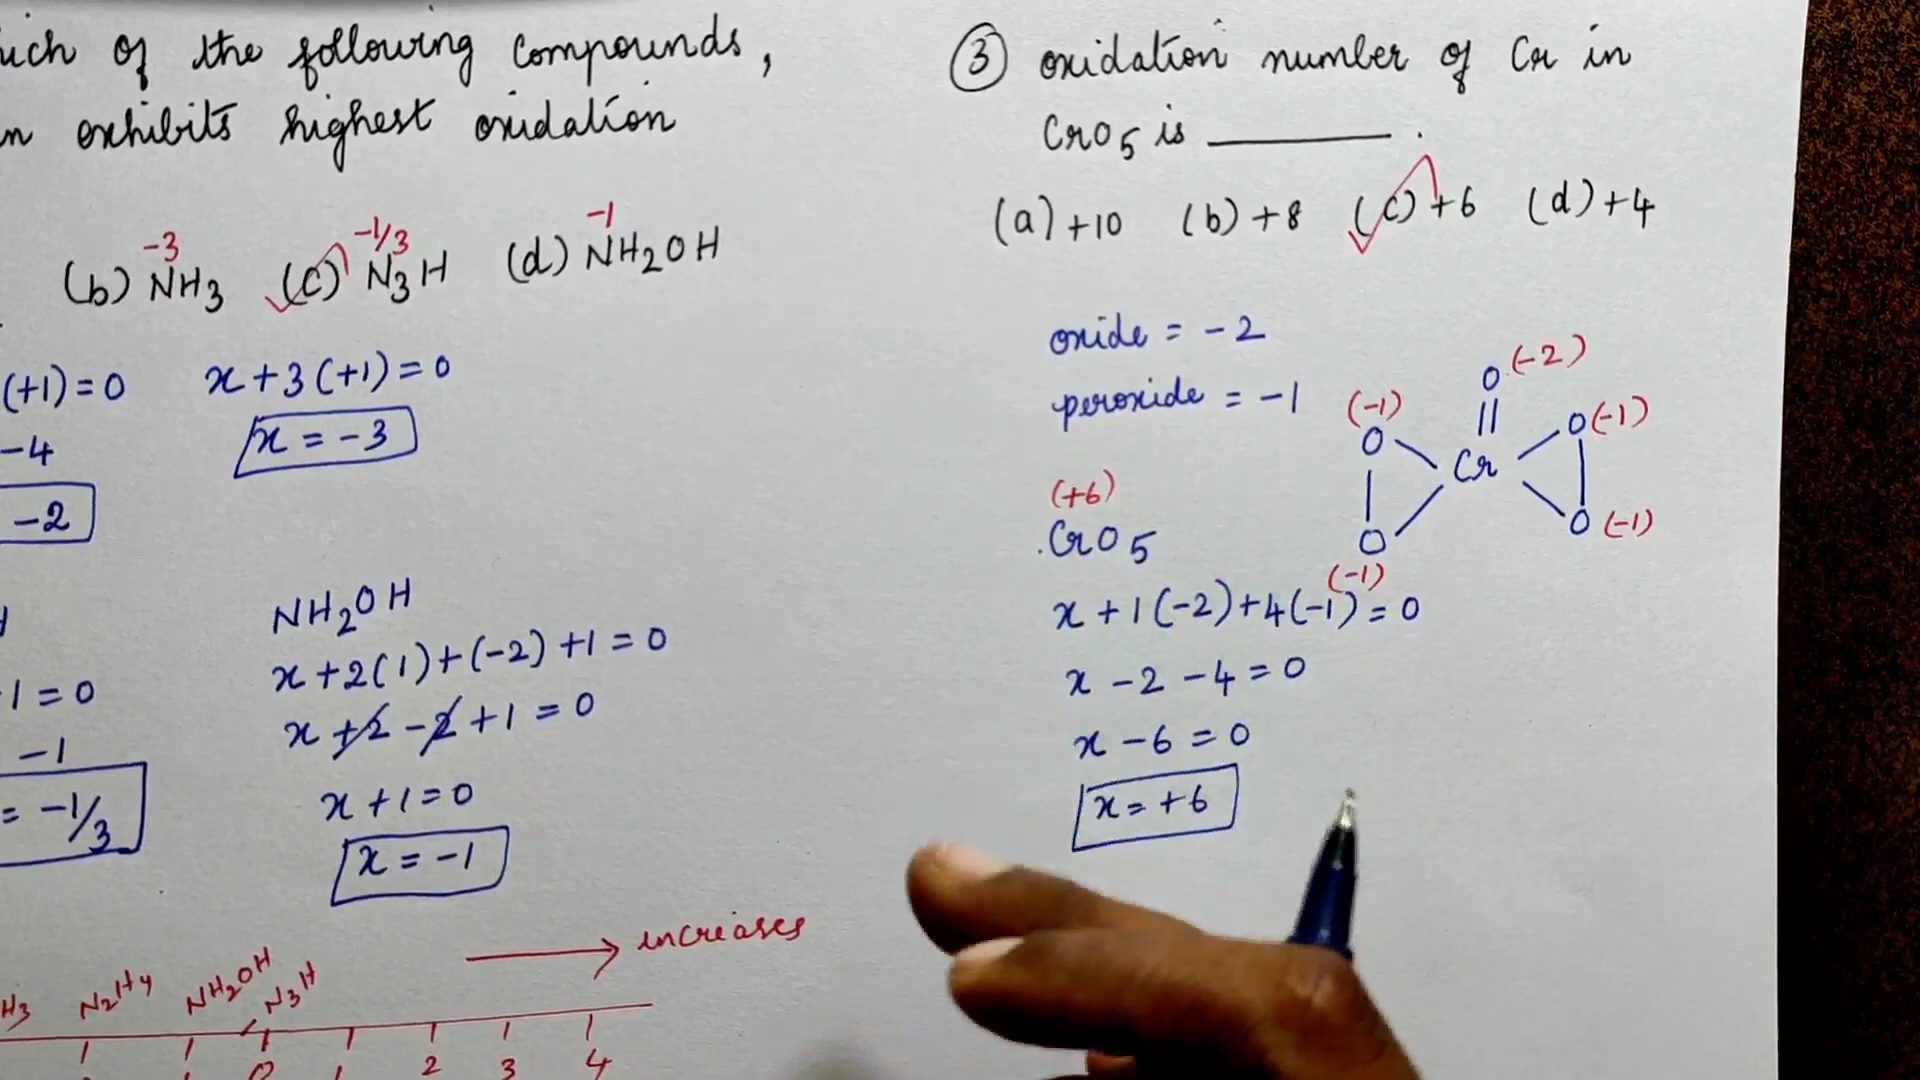 of the following compounds,
exhibits highest oxidation
-3
-1/3
-1
(b) NH3 (c) N3H (d) NH2OH
(+1) = 0
x + 3 (+1) = 0
-4
x = -3
-2
NH2OH
x + 2(1) + (-2) + 1 = 0
1 = 0
x + 2 - 2 + 1 = 0
-1
x + 1 = 0
= -1/3
x = -1
increases
N2H4 NH2OH N3H
2 3 4
③ oxidation number of Cr in
CrO5 is ______ .
(a) +10 (b) +8 (c) +6 (d) +4
oxide = -2
peroxide = -1
O (-2)
(-1) O Cr O (-1)
O (-1)
O (-1)
(+6)
CrO5
x + 1 (-2) + 4 (-1) = 0
x - 2 - 4 = 0
x - 6 = 0
x = +6